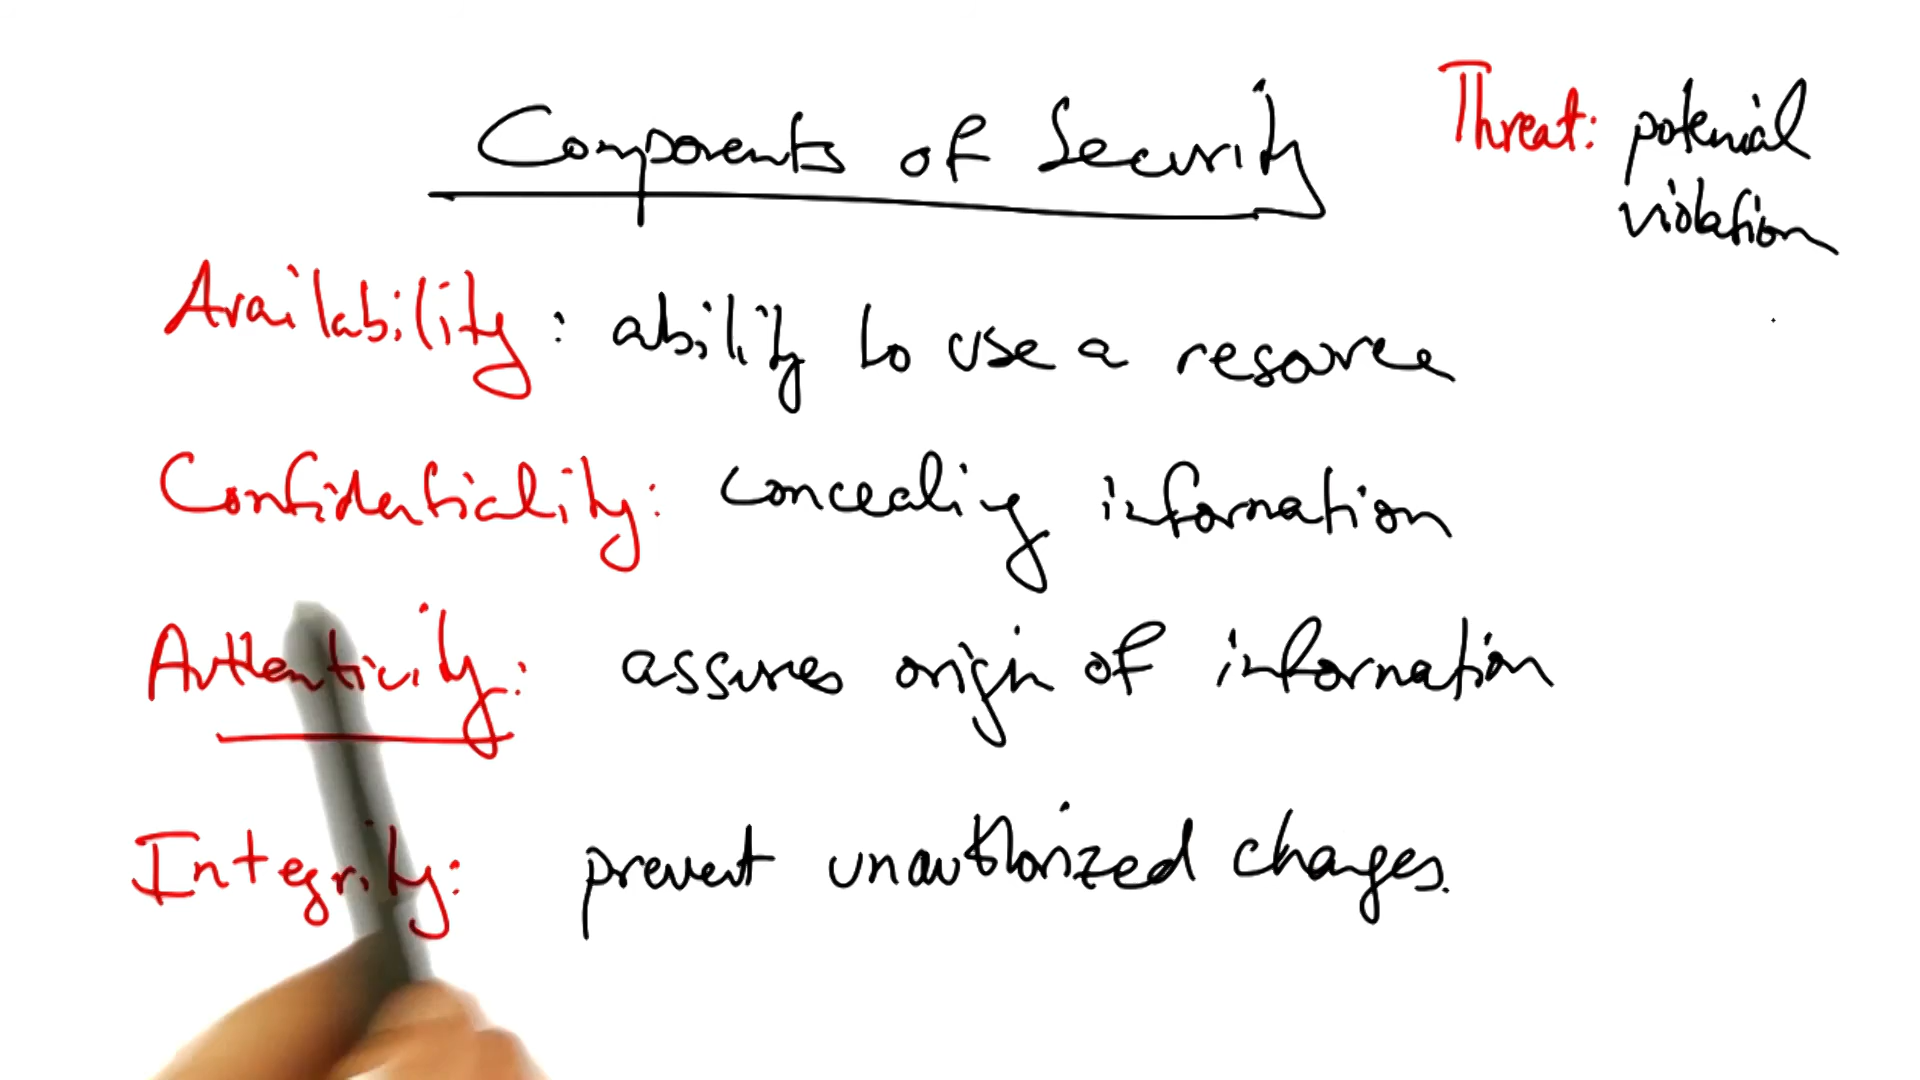 Components of Security
Threat: potenial
violation
Availability: ability to use a resource
Confidentiality: concealing information
Authenticity: assures origin of information
Integrity: prevent unauthorized changes.